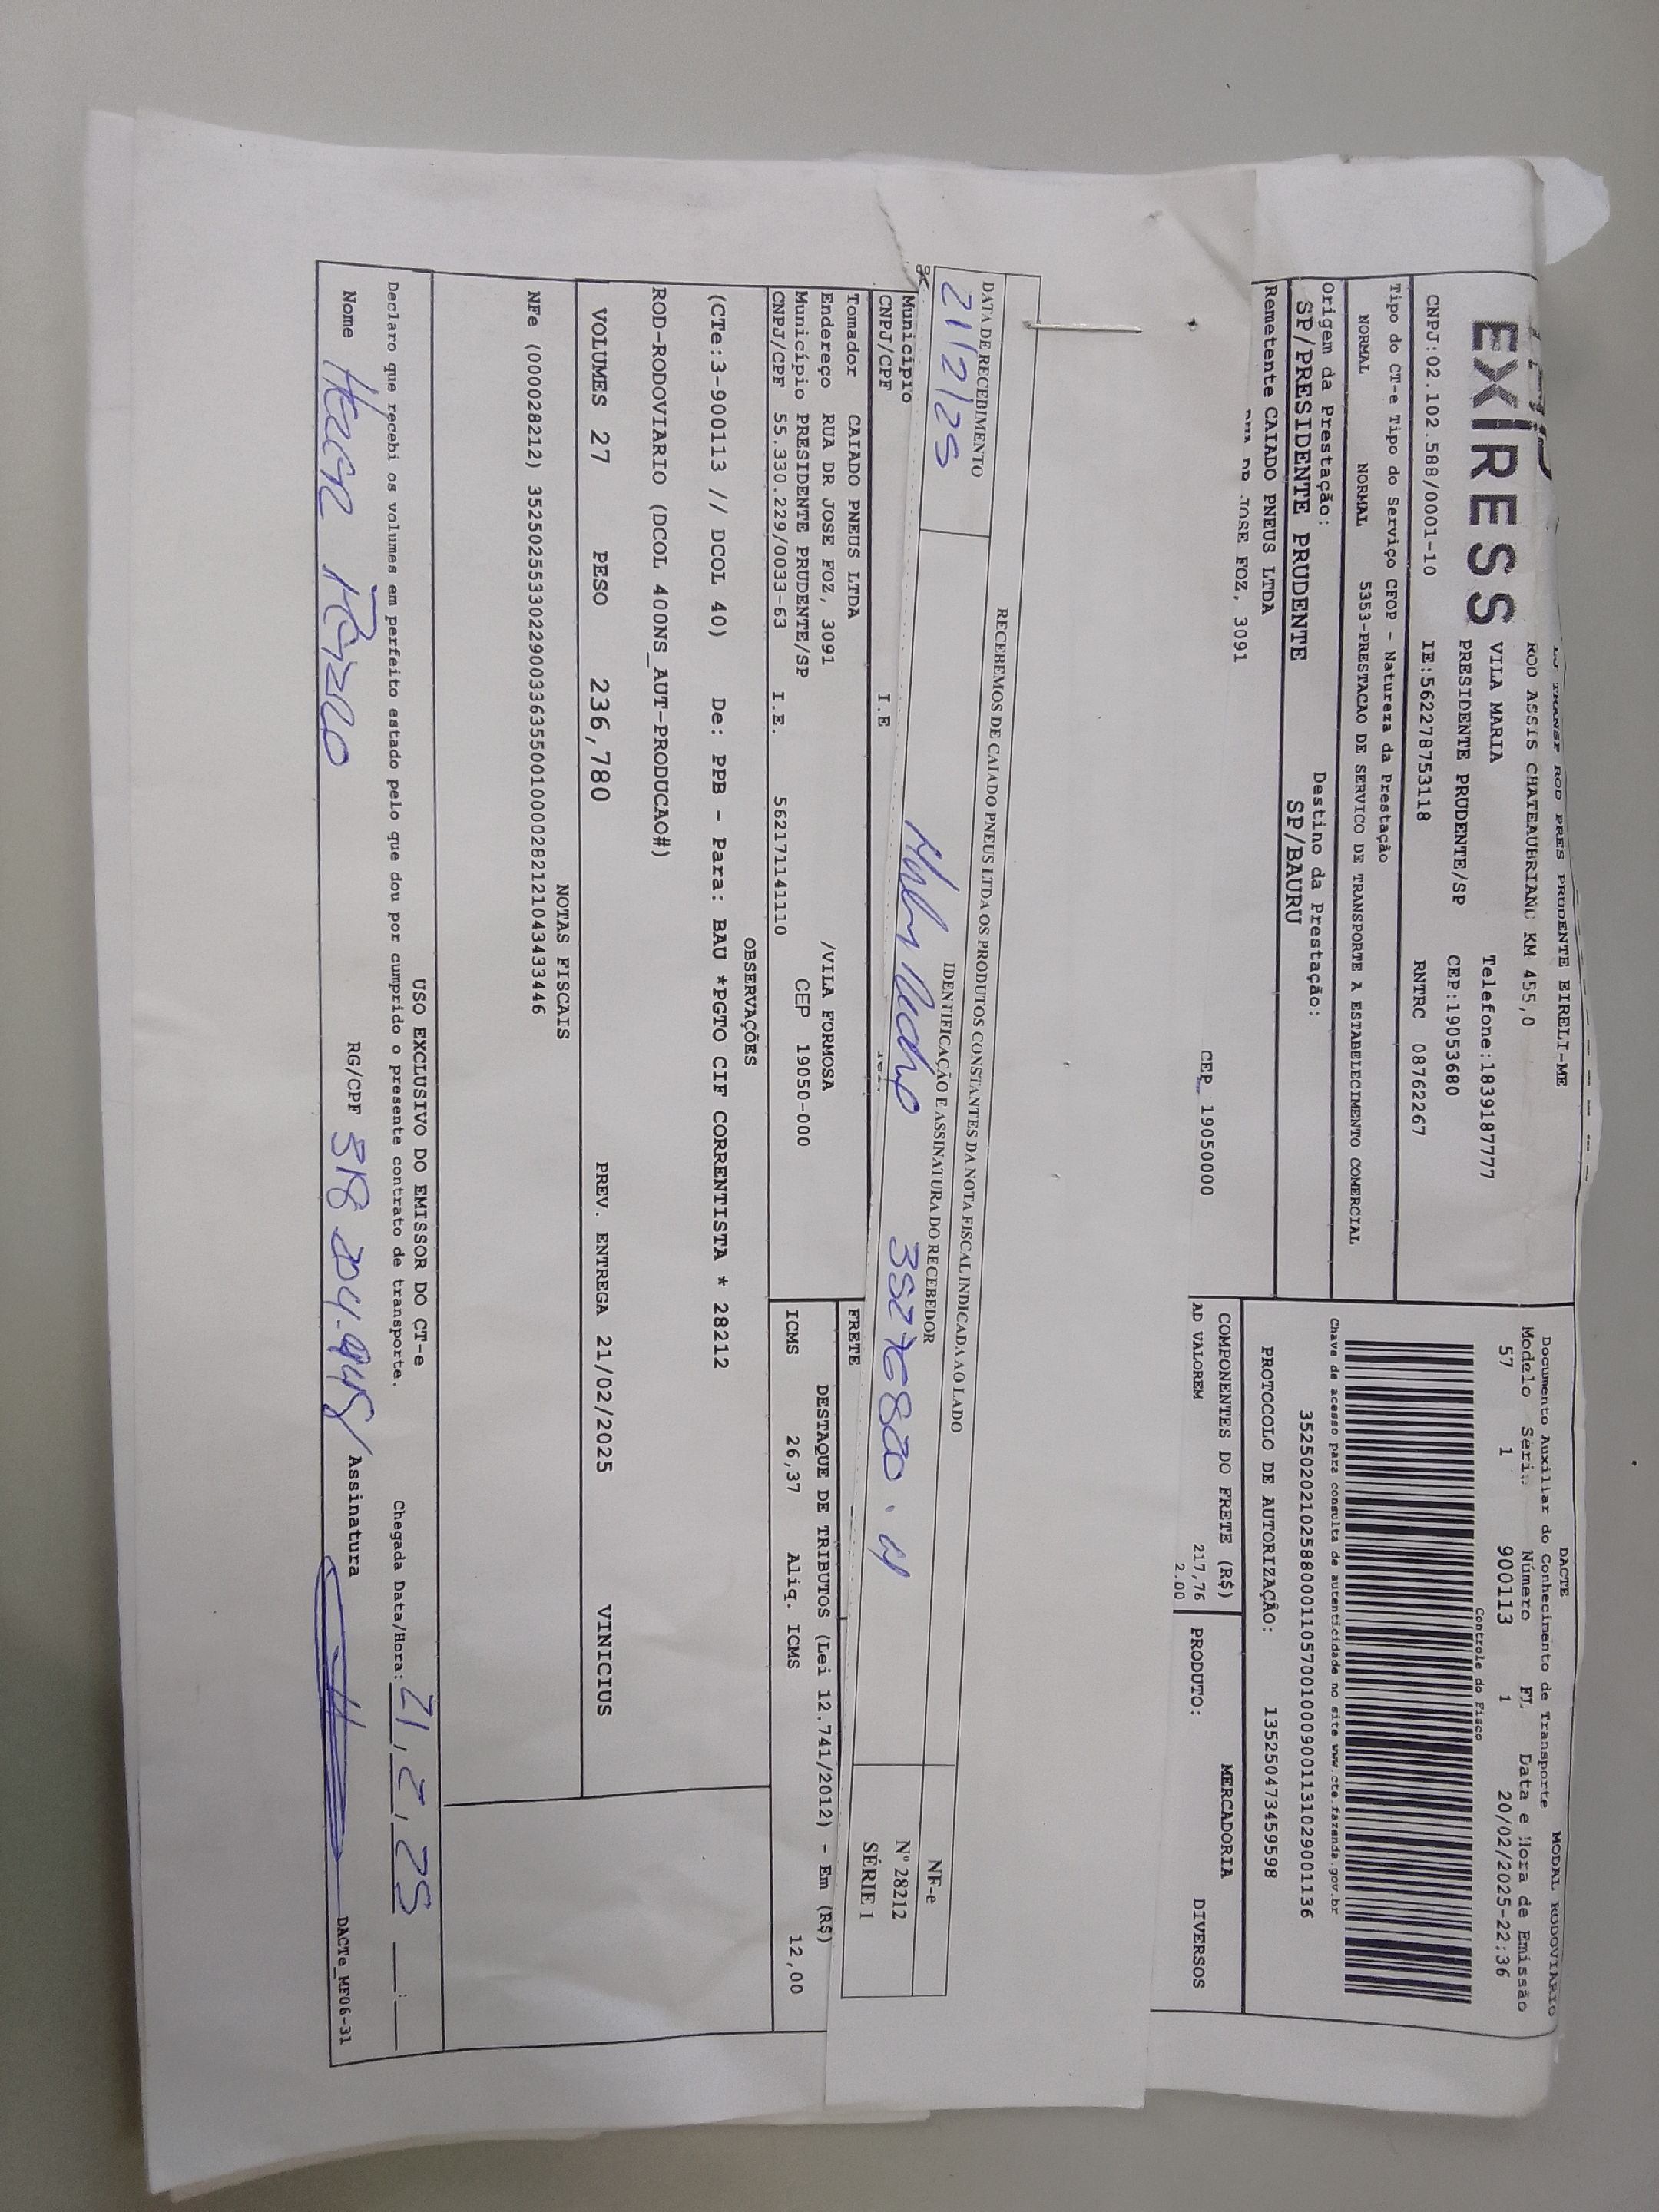 EXPRESS
TRANSP ROD PRES PRUDENTE EIRELI-ME
ROD ASSIS CHATEAUBRIAND KM 455,0
VILA MARIA Telefone:1839187777
PRESIDENTE PRUDENTE/SP CEP:19053680
CNPJ:02.102.588/0001-10 IE:562278753118 RNTRC 08762267
Tipo do CT-e Tipo do Serviço CFOP - Natureza da Prestação
NORMAL NORMAL 5353-PRESTACAO DE SERVICO DE TRANSPORTE A ESTABELECIMENTO COMERCIAL
Origem da Prestação: Destino da Prestação:
SP/PRESIDENTE PRUDENTE SP/BAURU
Remetente CAIADO PNEUS LTDA
RUA DR JOSE FOZ, 3091
CEP 19050000
DACTE MODAL RODOVIARIO
Documento Auxiliar do Conhecimento de Transporte
Modelo Serie Número FL Data e Hora de Emissão
57 1 900113 1 20/02/2025-22:36
Controle do Fisco
Chave de acesso para consulta de autenticidade no site www.cte.fazenda.gov.br
35250202102588000110570010009001131029001136
PROTOCOLO DE AUTORIZAÇÃO: 135250473459598
COMPONENTES DO FRETE (R$) MERCADORIA
217,76 PRODUTO: DIVERSOS
AD VALOREM 2.00
RECEBEMOS DE CAIADO PNEUS LTDA OS PRODUTOS CONSTANTES DA NOTA FISCAL INDICADA AO LADO
DATA DE RECEBIMENTO IDENTIFICAÇÃO E ASSINATURA DO RECEBEDOR
21/2/25
NF-e
Nº 28212
SÉRIE 1
Município
CNPJ/CPF I.E
FRETE
Tomador CAIADO PNEUS LTDA
Endereço RUA DR JOSE FOZ, 3091 /VILA FORMOSA
Município PRESIDENTE PRUDENTE/SP CEP 19050-000
CNPJ/CPF 55.330.229/0033-63 I.E. 562171141110
DESTAQUE DE TRIBUTOS (Lei 12.741/2012) - Em (R$)
ICMS 26,37 Aliq. ICMS 12,00
OBSERVAÇÕES
(CTe:3-900113 // DCOL 40) De: PPB - Para: BAU *PGTO CIF CORRENTISTA * 28212
ROD-RODOVIARIO (DCOL 400NS_AUT-PRODUCAO#)
VOLUMES 27 PESO 236,780 PREV. ENTREGA 21/02/2025 VINICIUS
NOTAS FISCAIS
NFe (000028212) 35250255330229003363550010000282121043433446
USO EXCLUSIVO DO EMISSOR DO CT-e
Declaro que recebi os volumes em perfeito estado pelo que dou por cumprido o presente contrato de transporte. Chegada Data/Hora: 21, 2, 25 __:__
Nome RG/CPF Assinatura
DACTe_MF06-31